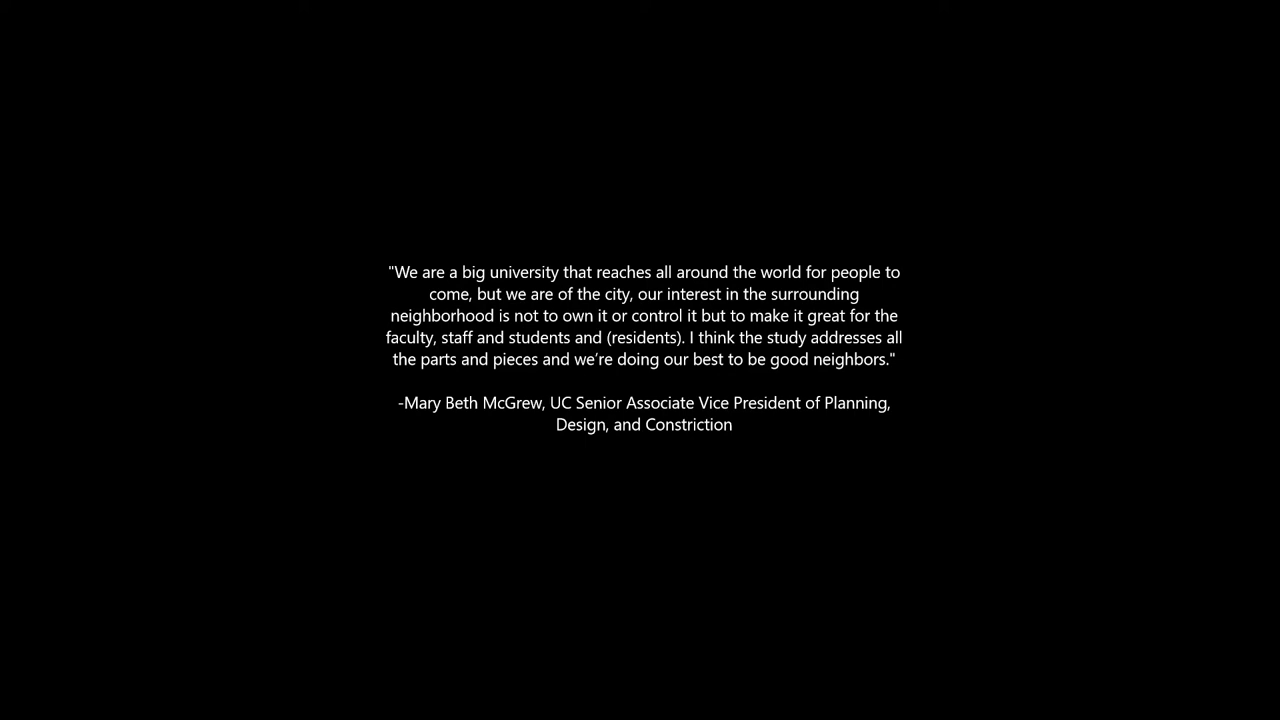 "We are a big university that reaches all around the world for people to
come, but we are of the city, our interest in the surrounding
neighborhood is not to own it or control it but to make it great for the
faculty, staff and students and (residents). I think the study addresses all
the parts and pieces and we’re doing our best to be good neighbors."
-Mary Beth McGrew, UC Senior Associate Vice President of Planning,
Design, and Constriction